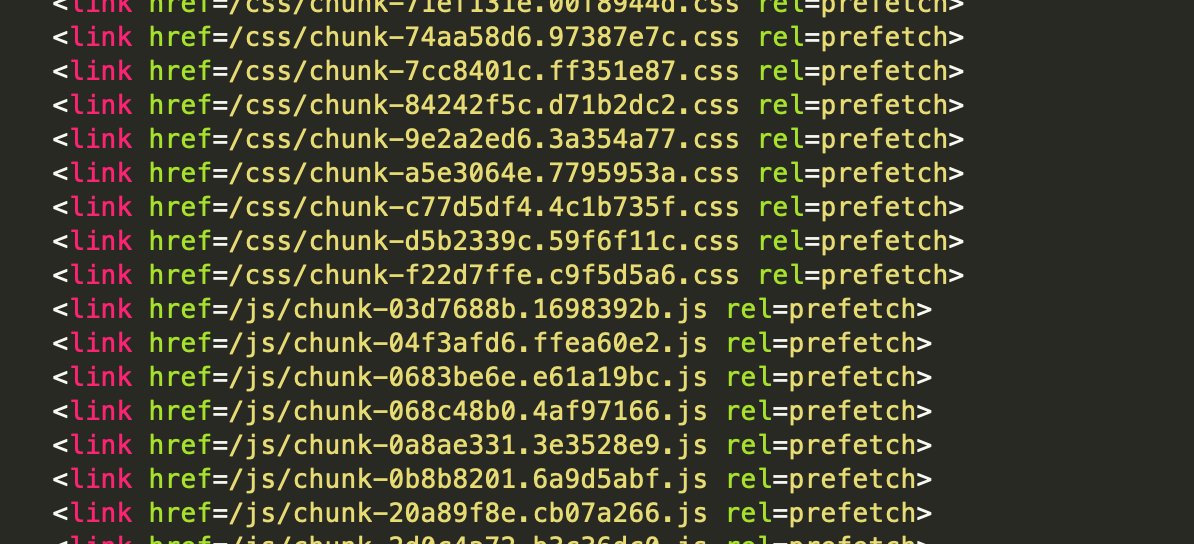 <link href=/css/chunk-71ef131e.00f8944d.css rel=prefetch>
<link href=/css/chunk-74aa58d6.97387e7c.css rel=prefetch>
<link href=/css/chunk-7cc8401c.ff351e87.css rel=prefetch>
<link href=/css/chunk-84242f5c.d71b2dc2.css rel=prefetch>
<link href=/css/chunk-9e2a2ed6.3a354a77.css rel=prefetch>
<link href=/css/chunk-a5e3064e.7795953a.css rel=prefetch>
<link href=/css/chunk-c77d5df4.4c1b735f.css rel=prefetch>
<link href=/css/chunk-d5b2339c.59f6f11c.css rel=prefetch>
<link href=/css/chunk-f22d7ffe.c9f5d5a6.css rel=prefetch>
<link href=/js/chunk-03d7688b.1698392b.js rel=prefetch>
<link href=/js/chunk-04f3afd6.ffea60e2.js rel=prefetch>
<link href=/js/chunk-0683be6e.e61a19bc.js rel=prefetch>
<link href=/js/chunk-068c48b0.4af97166.js rel=prefetch>
<link href=/js/chunk-0a8ae331.3e3528e9.js rel=prefetch>
<link href=/js/chunk-0b8b8201.6a9d5abf.js rel=prefetch>
<link href=/js/chunk-20a89f8e.cb07a266.js rel=prefetch>
<link rel=prefetch>